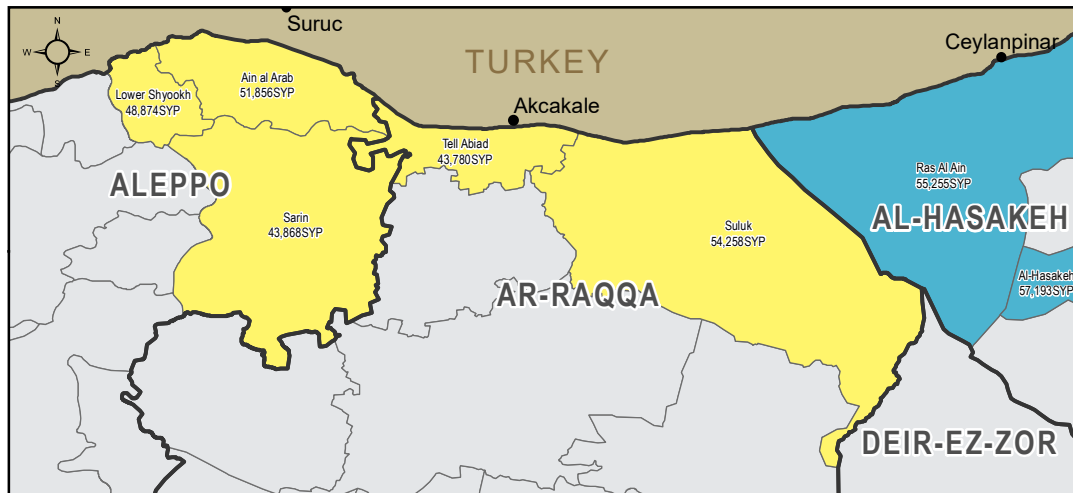 N
W E
S
Suruc
TURKEY
Ceylanpinar
Akcakale
Ain al Arab
51,856SYP
Lower Shyookh
48,874SYP
Tell Abiad
43,780SYP
ALEPPO
Ras Al Ain
55,255SYP
AL-HASAKEH
Sarin
43,868SYP
Suluk
54,258SYP
Al-Hasakeh
57,193SYP
AR-RAQQA
DEIR-EZ-ZOR